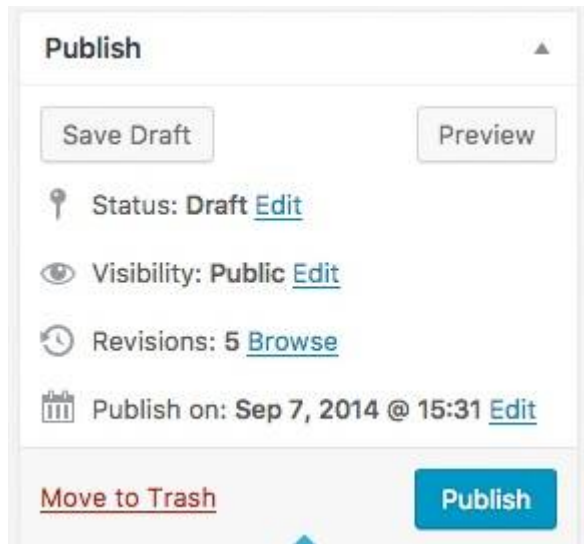 Publish
Save Draft Preview
Status: Draft Edit
Visibility: Public Edit
Revisions: 5 Browse
Publish on: Sep 7, 2014 @ 15:31 Edit
Move to Trash Publish